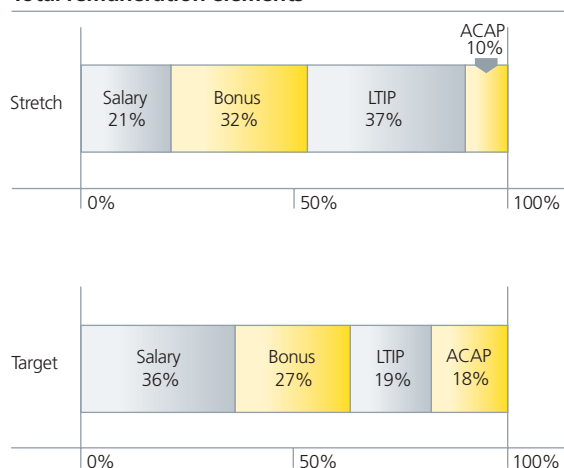 Total remuneration elements
ACAP
10%
Stretch
Salary
21%
Bonus
32%
LTIP
37%
0%
50%
100%
Target
Salary
36%
Bonus
27%
LTIP
19%
ACAP
18%
0%
50%
100%